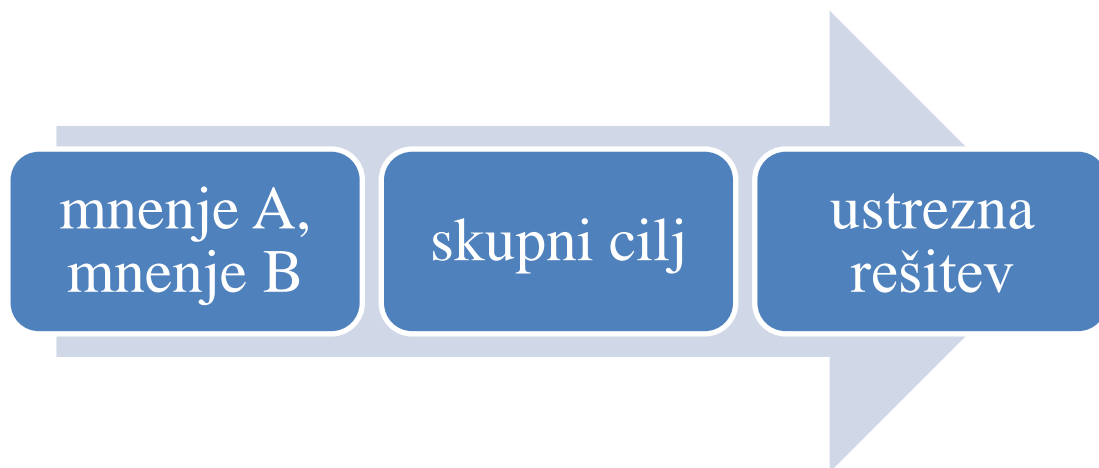 mnenje A,
mnenje B
skupni cilj
ustrezna
rešitev